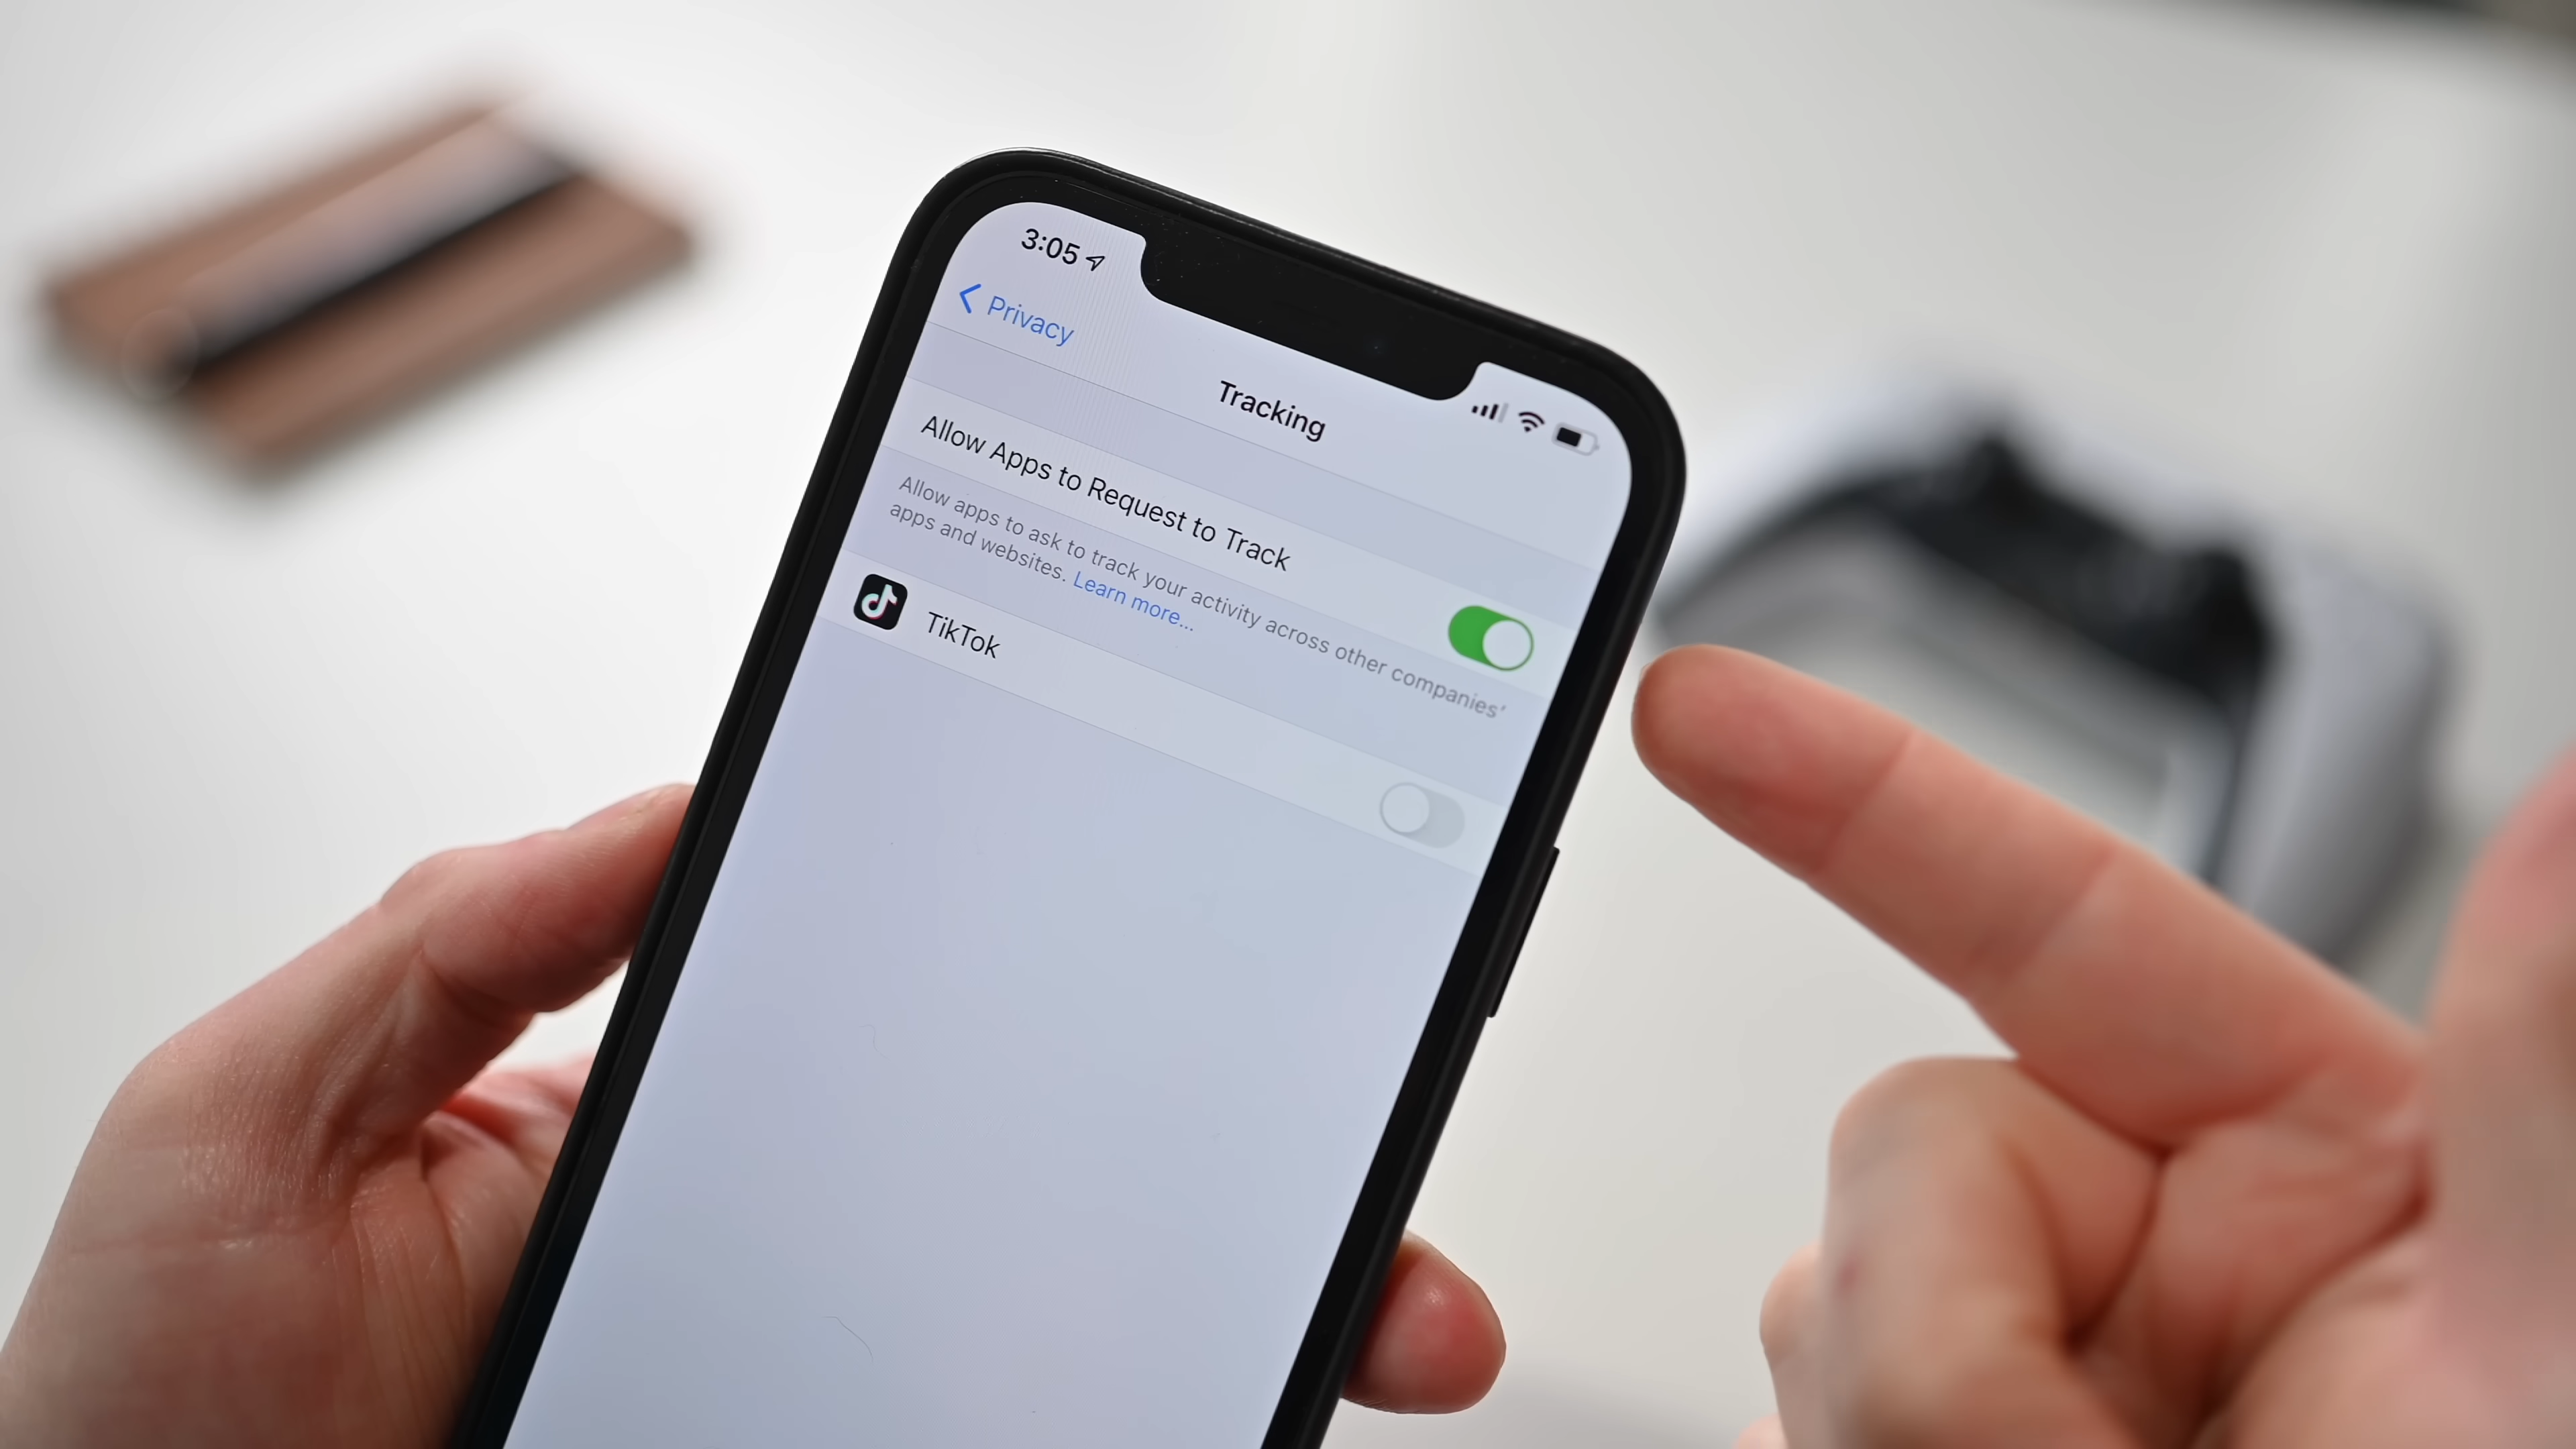 3:05
Privacy
Tracking
Allow Apps to Request to Track
Allow apps to ask to track your activity across other companies'
apps and websites. Learn more...
TikTok